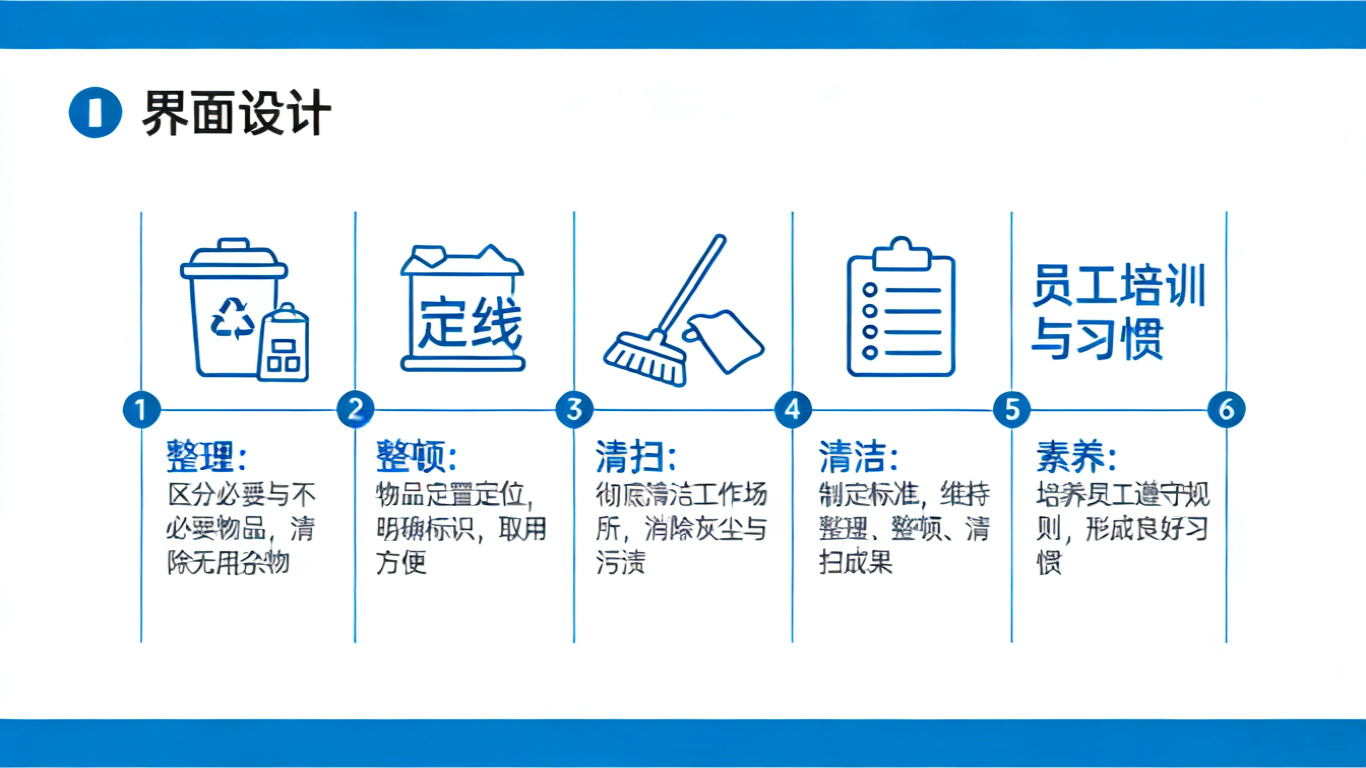 界面设计
定线
员工培训
与习惯
1
2
3
4
5
6
整理：
区分必要与不
必要物品，清
除无用杂物
整顿：
物品定置定位，
明确标识，取用
方便
清扫：
彻底清洁工作场
所，消除灰尘与
污渍
清洁：
制定标准，维持
整理、整顿、清
扫成果
素养：
培养员工遵守规
则，形成良好习
惯